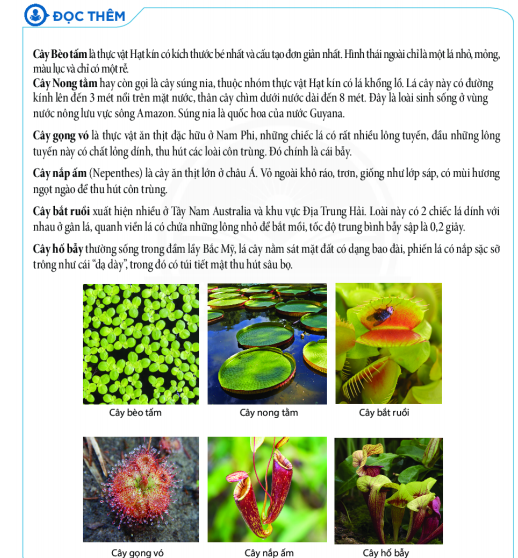 ĐỌC THÊM
Cây Bèo tấm là thực vật Hạt kín có kích thước bé nhất và cấu tạo đơn giản nhất. Hình thái ngoài chỉ là một lá nhỏ, mỏng,
màu lục và chỉ có một rễ.
Cây Nong tằm hay còn gọi là cây súng nia, thuộc nhóm thực vật Hạt kín có lá khổng lồ. Lá cây này có đường
kính lên đến 3 mét nổi trên mặt nước, thân cây chìm dưới nước dài đến 8 mét. Đây là loài sinh sống ở vùng
nước nông lưu vực sông Amazon. Súng nia là quốc hoa của nước Guyana.
Cây gọng vó là thực vật ăn thịt đặc hữu ở Nam Phi, những chiếc lá có rất nhiều lông tuyến, đầu những lông
tuyến này có chất lỏng dính, thu hút các loài côn trùng. Đó chính là cái bẫy.
Cây nắp ấm (Nepenthes) là cây ăn thịt lớn ở châu Á. Vỏ ngoài khô ráo, trơn, giống như lớp sáp, có mùi hương
ngọt ngào để thu hút côn trùng.
Cây bắt ruồi xuất hiện nhiều ở Tây Nam Australia và khu vực Địa Trung Hải. Loài này có 2 chiếc lá dính với
nhau ở gân lá, quanh viền lá có chứa những lông nhỏ để bắt mồi, tốc độ trung bình bẫy sập là 0,2 giây.
Cây hố bẫy thường sống trong đầm lầy Bắc Mỹ, lá cây nằm sát mặt đất có dạng bao dài, phiến lá có nắp sặc sỡ
trông như cái "dạ dày", trong đó có túi tiết mật thu hút sâu bọ.
Cây bèo tấm
Cây nong tằm
Cây bắt ruồi
Cây gọng vó
Cây nắp ấm
Cây hố bẫy